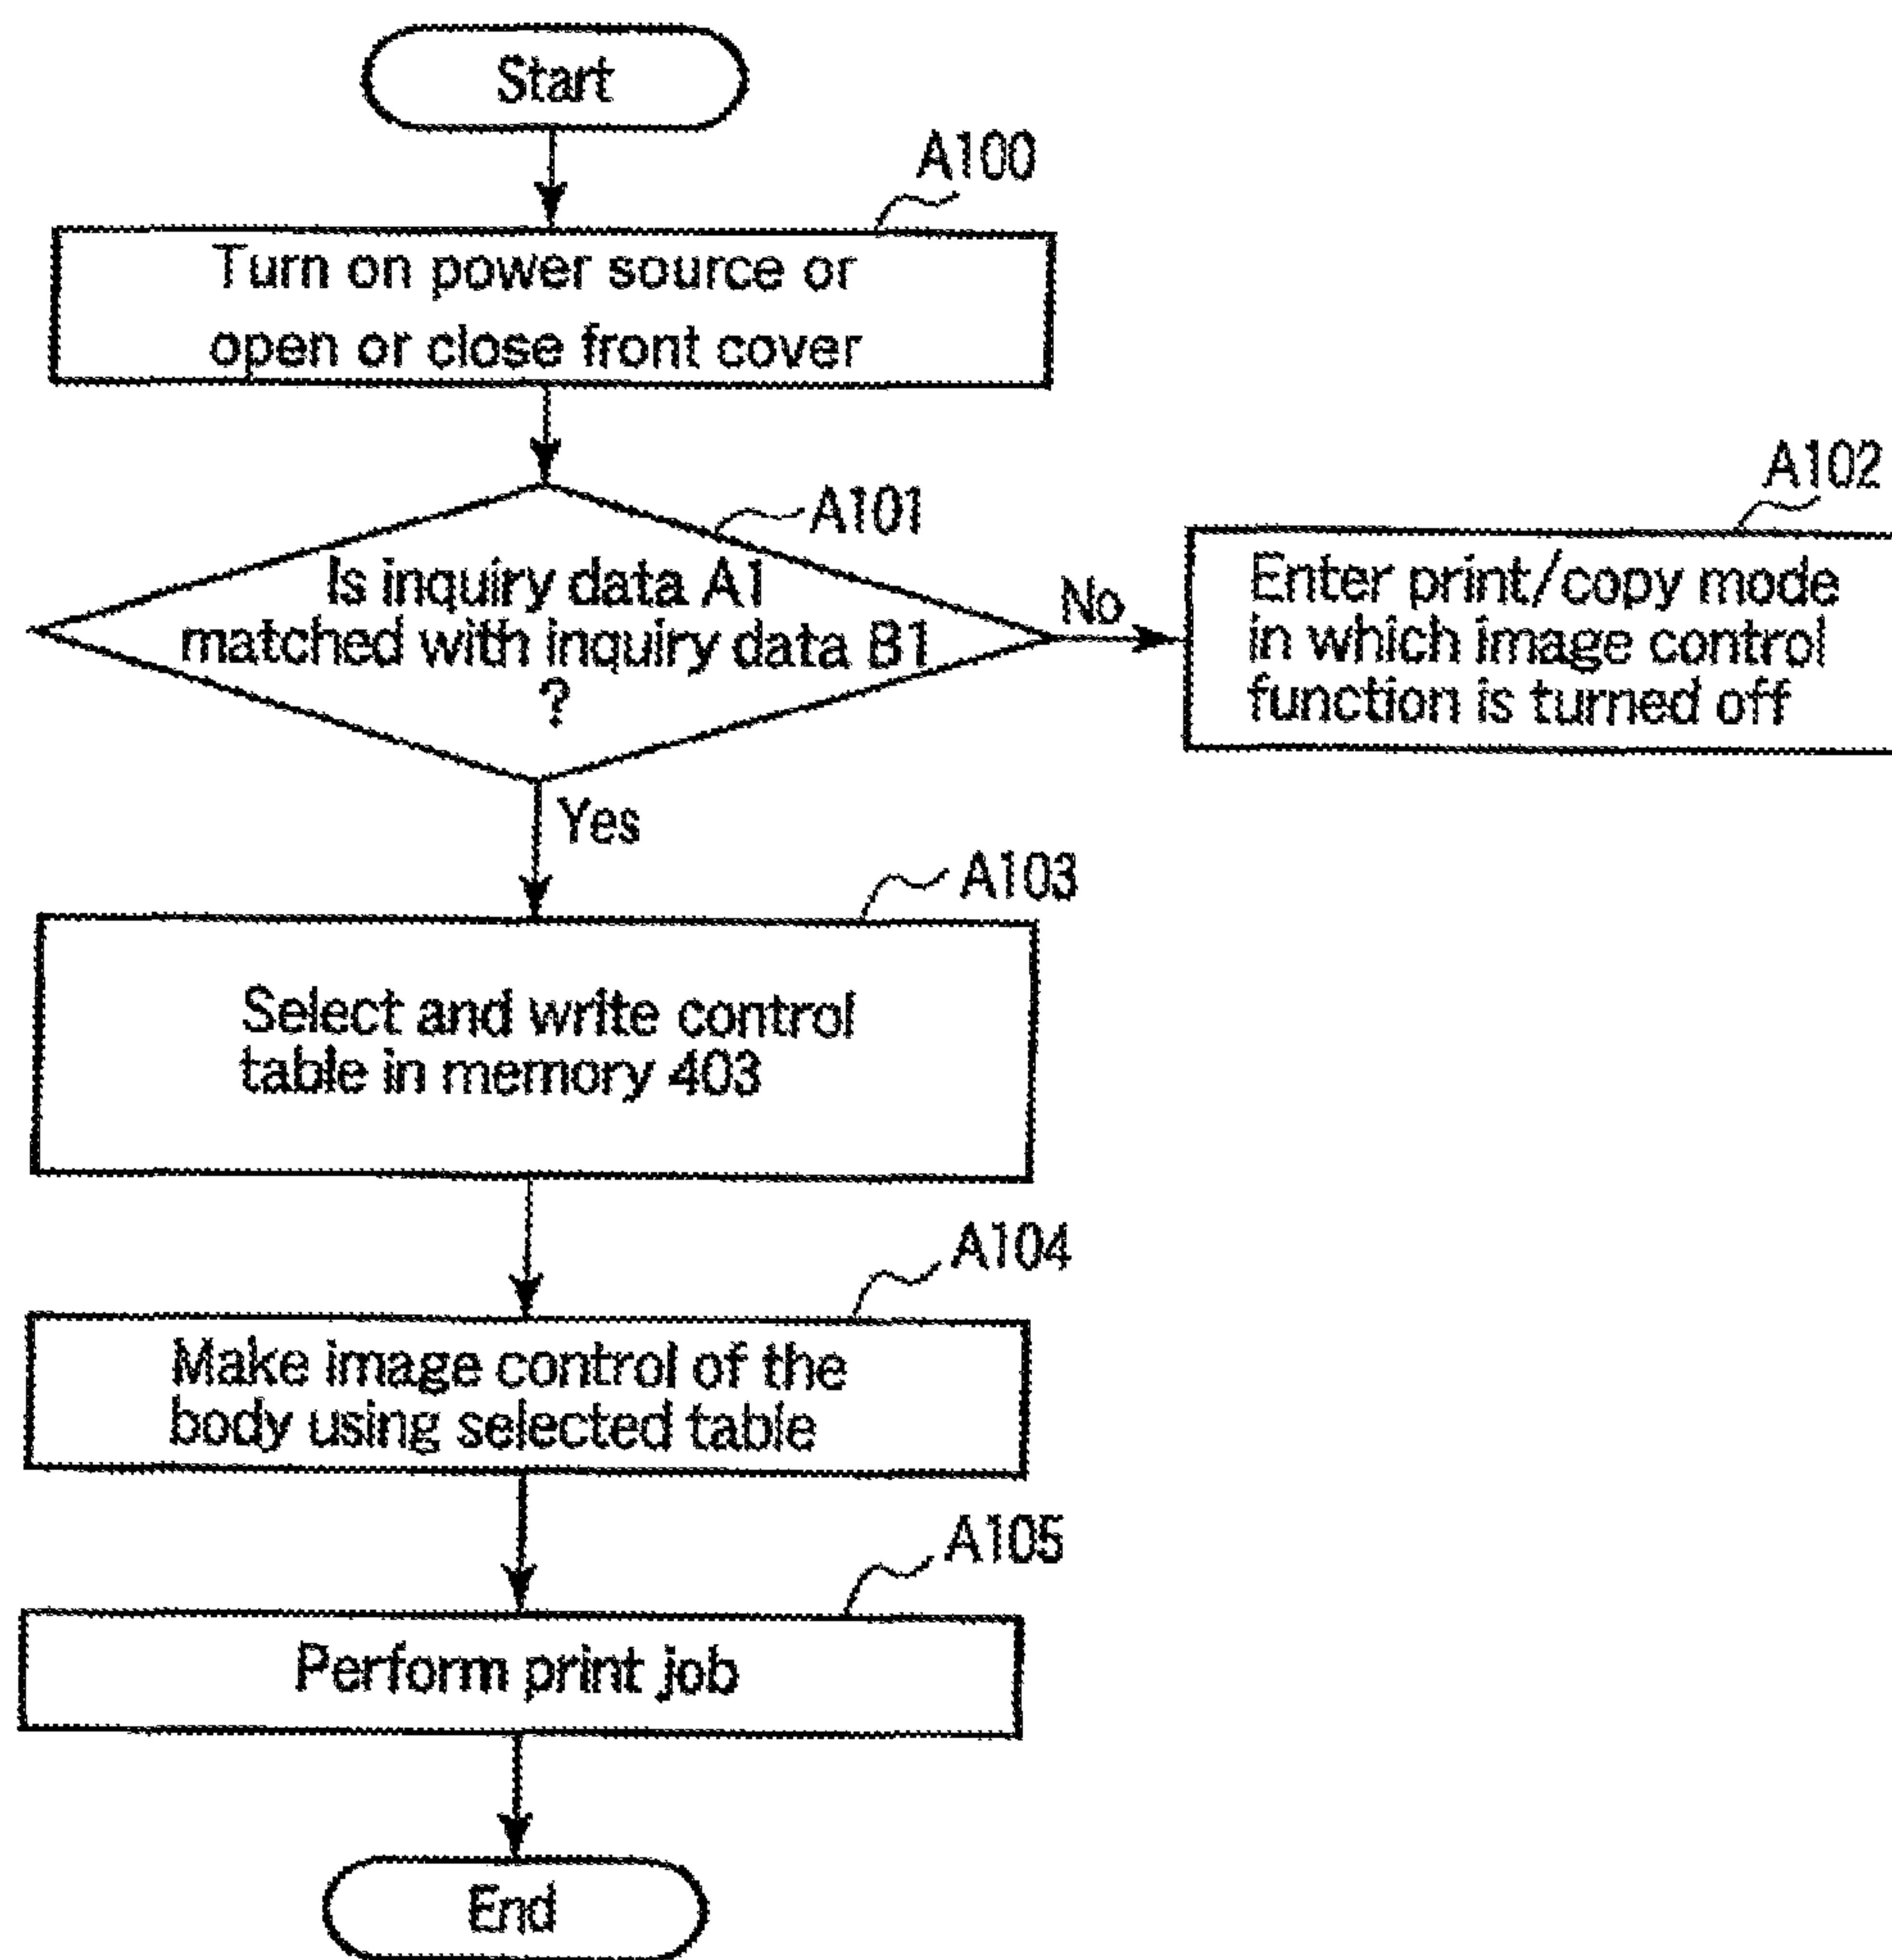 Start
A100
Turn on power source or
open or close front cover
A101
Is inquiry data A1
matched with inquiry data B1
?
No
A102
Enter print/copy mode
in which image control
function is turned off
Yes
A103
Select and write control
table in memory 403
A104
Make image control of the
body using selected table
A105
Perform print job
End